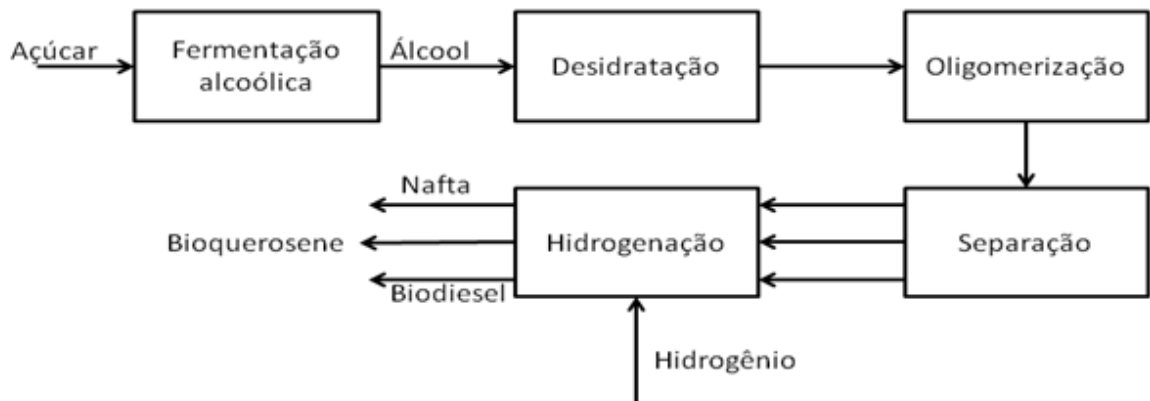 Açúcar
Fermentação
alcoólica
Álcool
Desidratação
Oligomerização
Nafta
Bioquerosene
Biodiesel
Hidrogenação
Separação
Hidrogênio